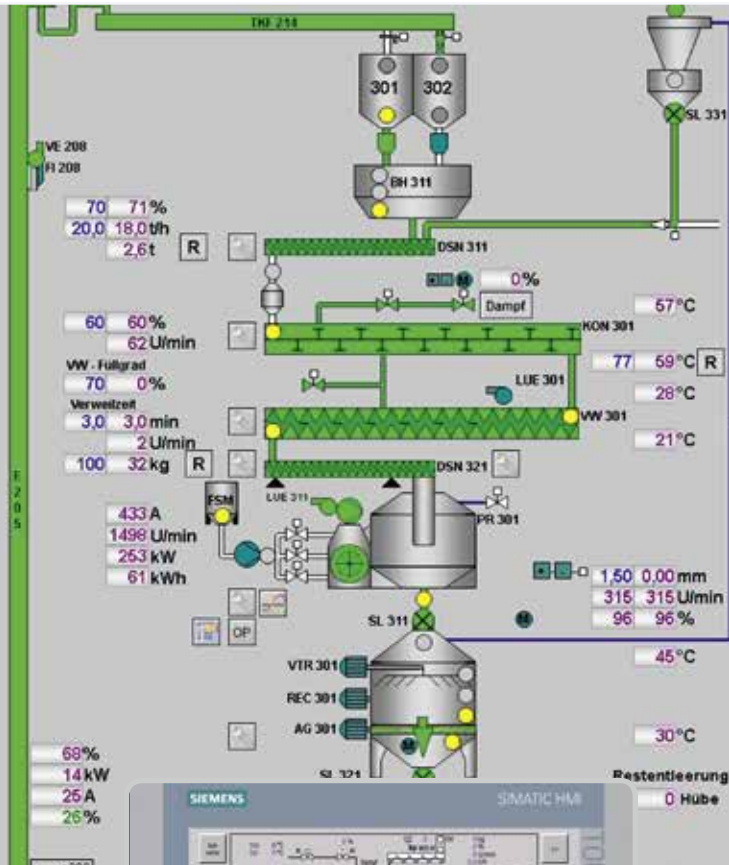 TKF 214
301 302
SL 331
VE 208
FI 208
BH 311
70 71%
20,0 18,0 t/h
2,6 t R
DSN 311
0%
Dampf
57°C
60 60%
62 U/min
KON 301
VW - Füllgrad
77 59°C R
70 0%
LUE 301
28°C
Verweilzeit
3,0 3,0 min
VW 301
2 U/min
21°C
100 32 kg R
DSN 321
LUE 311
FSM
PR 301
433 A
1498 U/min
253 kW
61 kWh
1,50 0,00 mm
315 315 U/min
96 96 %
OP
SL 311
M
VTR 301
45°C
REC 301
AG 301
30°C
M
68%
SL 321
Restentleerung
14 kW
25 A
0 Hübe
26%
SIEMENS
SIMATIC HMI